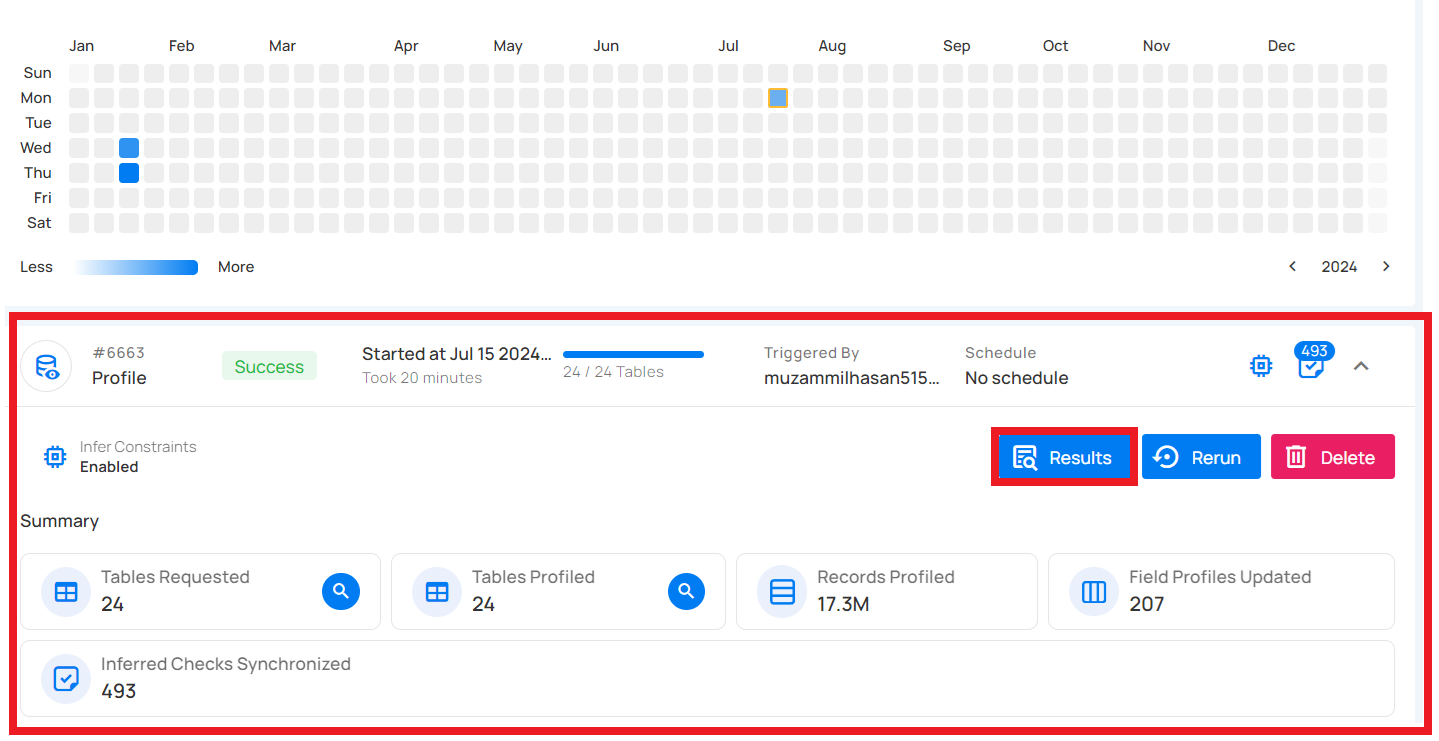 Jan Feb Mar Apr May Jun Jul Aug Sep Oct Nov Dec
Sun
Mon
Tue
Wed
Thu
Fri
Sat
Less More 2024
#6663
Profile
Success
Started at Jul 15 2024...
Took 20 minutes
24 / 24 Tables
Triggered By
muzammilhasan515...
Schedule
No schedule
493
Infer Constraints
Enabled
Results Rerun Delete
Summary
Tables Requested
24
Tables Profiled
24
Records Profiled
17.3M
Field Profiles Updated
207
Inferred Checks Synchronized
493